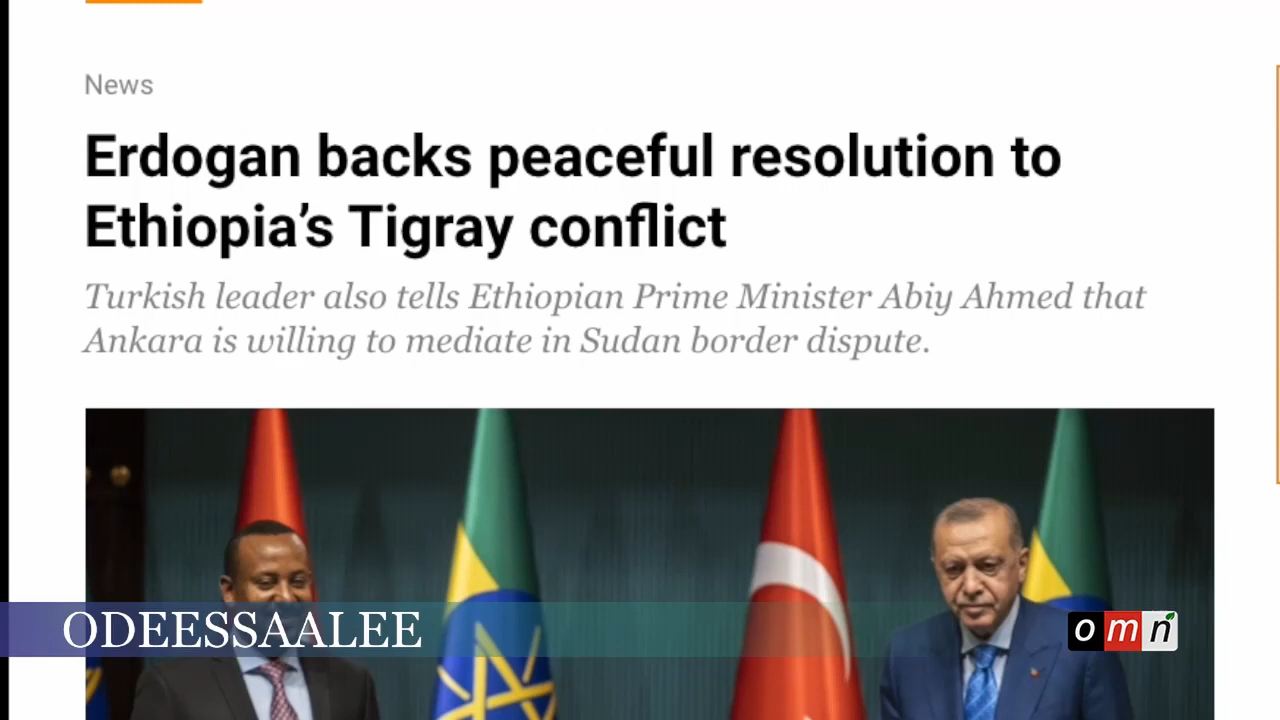 News
Erdogan backs peaceful resolution to
Ethiopia’s Tigray conflict
Turkish leader also tells Ethiopian Prime Minister Abiy Ahmed that
Ankara is willing to mediate in Sudan border dispute.
ODEESSAALEE
omn